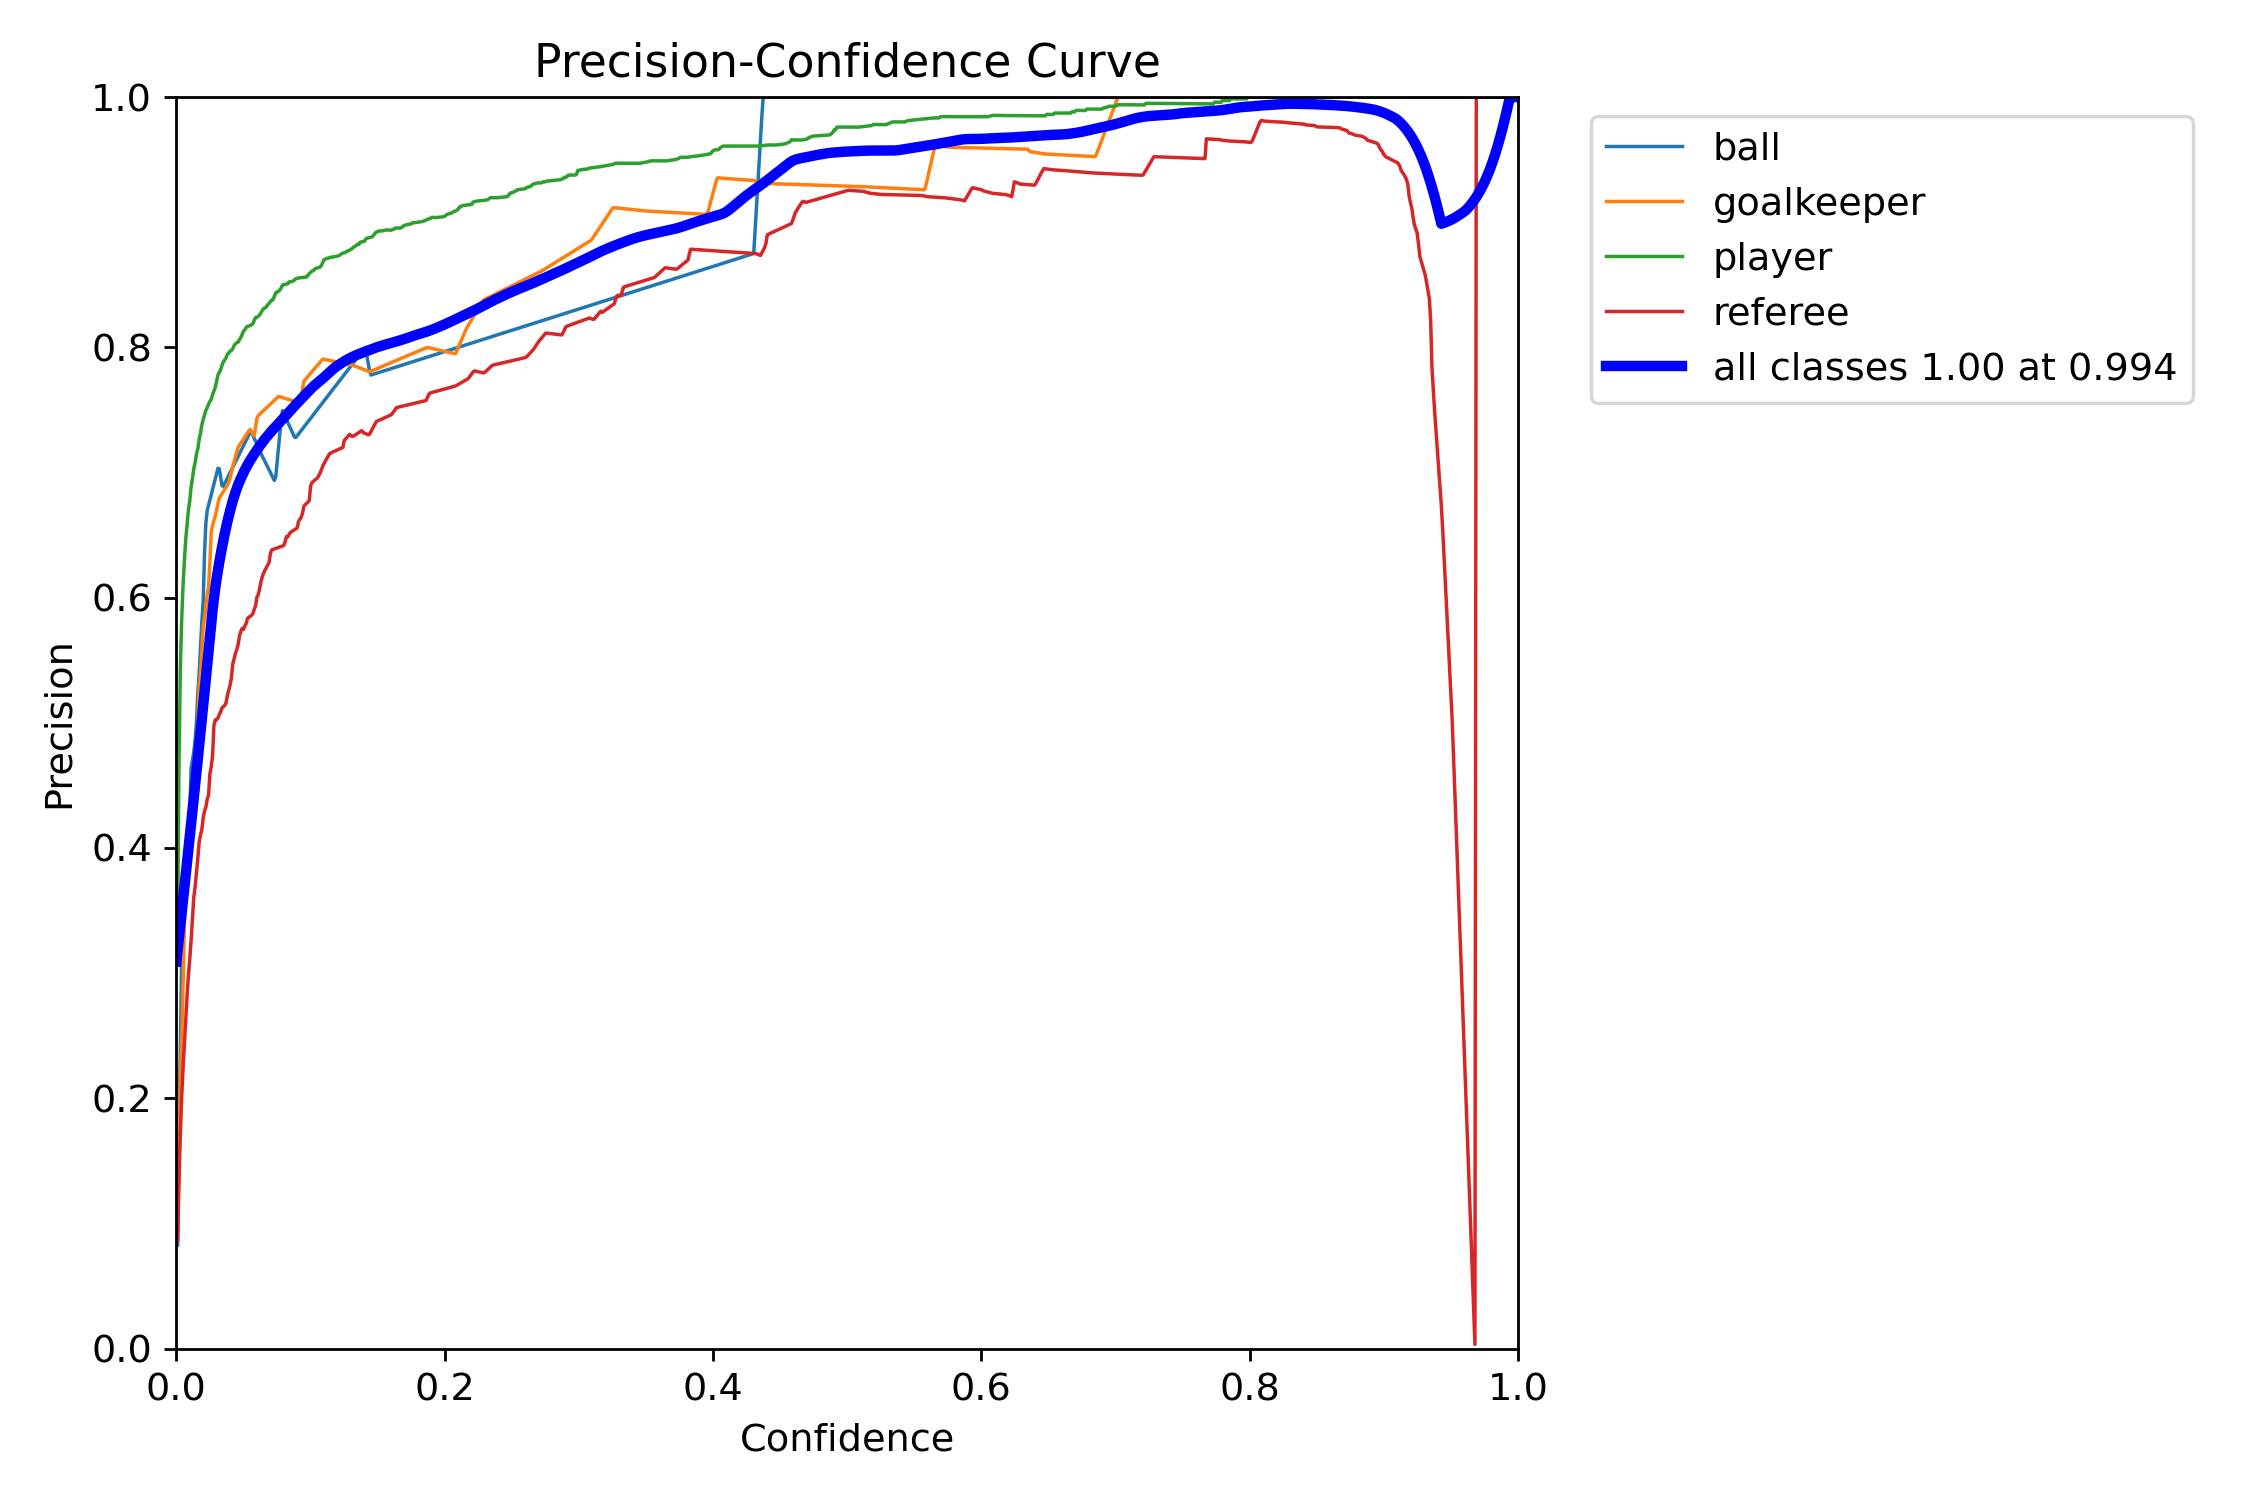 Precision-Confidence Curve
1.0
0.8
0.6
0.4
0.2
0.0
Precision
0.0 0.2 0.4 0.6 0.8 1.0
Confidence
ball
goalkeeper
player
referee
all classes 1.00 at 0.994